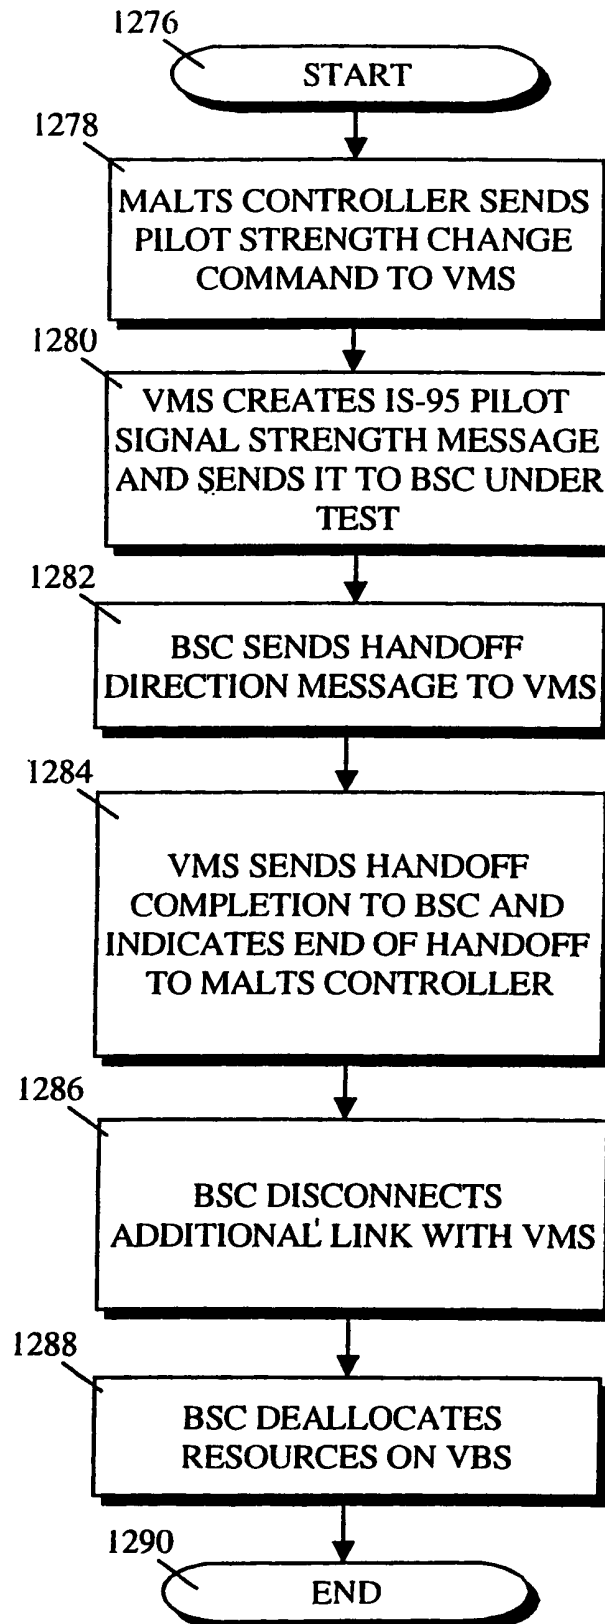 1276
START
1278
MALTS CONTROLLER SENDS
PILOT STRENGTH CHANGE
COMMAND TO VMS
1280
VMS CREATES IS-95 PILOT
SIGNAL STRENGTH MESSAGE
AND SENDS IT TO BSC UNDER
TEST
1282
BSC SENDS HANDOFF
DIRECTION MESSAGE TO VMS
1284
VMS SENDS HANDOFF
COMPLETION TO BSC AND
INDICATES END OF HANDOFF
TO MALTS CONTROLLER
1286
BSC DISCONNECTS
ADDITIONAL LINK WITH VMS
1288
BSC DEALLOCATES
RESOURCES ON VBS
1290
END